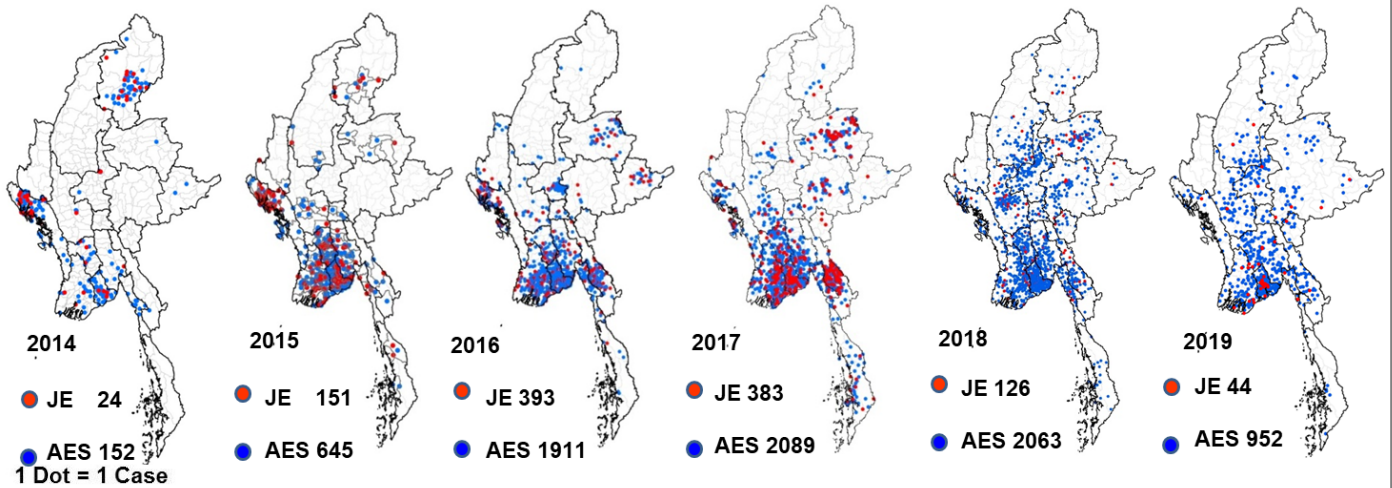 2014
JE 24
AES 152
1 Dot = 1 Case
2015
JE 151
AES 645
2016
JE 393
AES 1911
2017
JE 383
AES 2089
2018
JE 126
AES 2063
2019
JE 44
AES 952